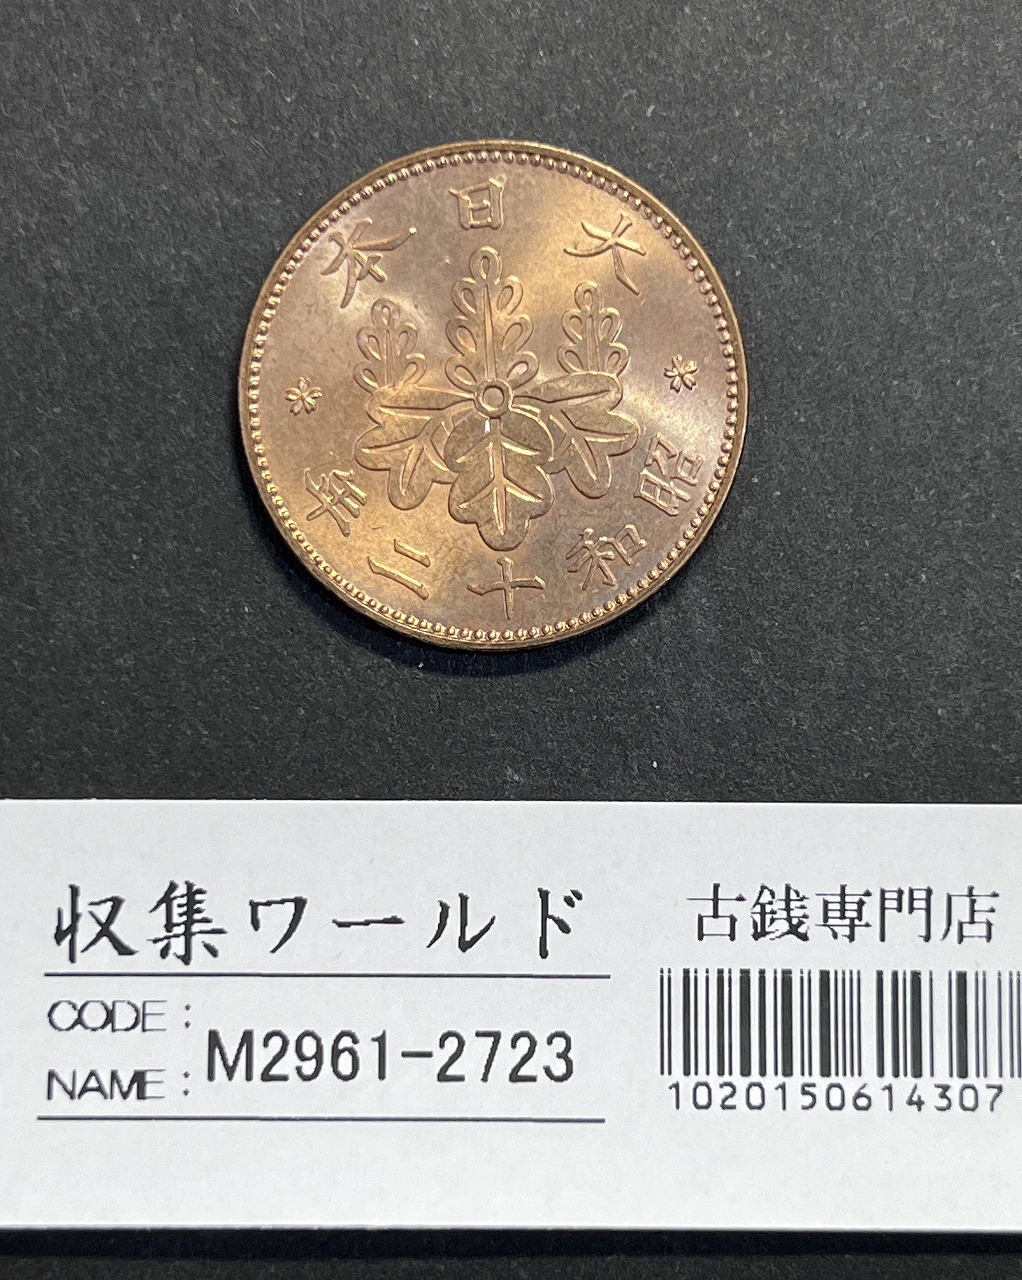 大日本
昭和十二年
収集ワールド
古銭専門店
CODE:
NAME:
M2961-2723
1020150614307